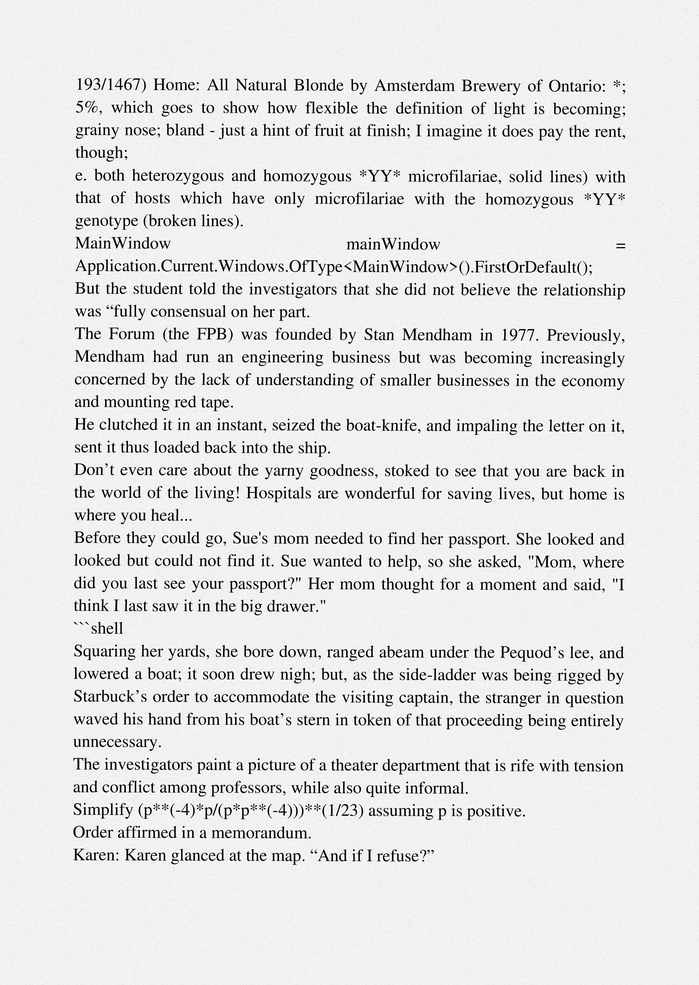 193/1467) Home: All Natural Blonde by Amsterdam Brewery of Ontario: *;
5%, which goes to show how flexible the definition of light is becoming;
grainy nose; bland - just a hint of fruit at finish; I imagine it does pay the rent,
though;
e. both heterozygous and homozygous *YY* microfilariae, solid lines) with
that of hosts which have only microfilariae with the homozygous *YY*
genotype (broken lines).
MainWindow mainWindow =
Application.Current.Windows.OfType<MainWindow>().FirstOrDefault();
But the student told the investigators that she did not believe the relationship
was “fully consensual on her part.
The Forum (the FPB) was founded by Stan Mendham in 1977. Previously,
Mendham had run an engineering business but was becoming increasingly
concerned by the lack of understanding of smaller businesses in the economy
and mounting red tape.
He clutched it in an instant, seized the boat-knife, and impaling the letter on it,
sent it thus loaded back into the ship.
Don’t even care about the yarny goodness, stoked to see that you are back in
the world of the living! Hospitals are wonderful for saving lives, but home is
where you heal...
Before they could go, Sue's mom needed to find her passport. She looked and
looked but could not find it. Sue wanted to help, so she asked, "Mom, where
did you last see your passport?" Her mom thought for a moment and said, "I
think I last saw it in the big drawer."
```shell
Squaring her yards, she bore down, ranged abeam under the Pequod’s lee, and
lowered a boat; it soon drew nigh; but, as the side-ladder was being rigged by
Starbuck’s order to accommodate the visiting captain, the stranger in question
waved his hand from his boat’s stern in token of that proceeding being entirely
unnecessary.
The investigators paint a picture of a theater department that is rife with tension
and conflict among professors, while also quite informal.
Simplify (p**(-4)*p/(p*p**(-4)))**(1/23) assuming p is positive.
Order affirmed in a memorandum.
Karen: Karen glanced at the map. “And if I refuse?”